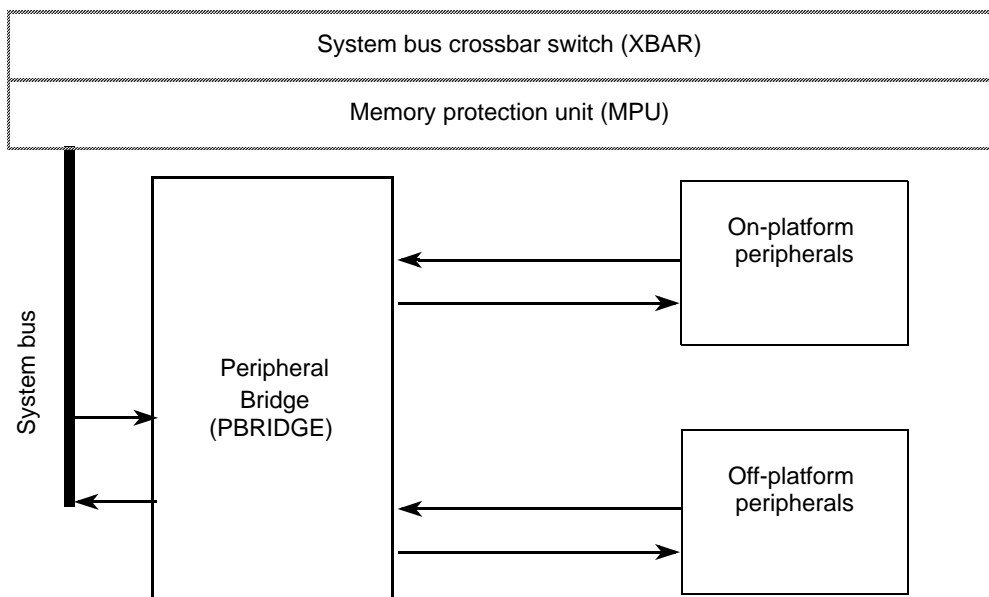 System bus crossbar switch (XBAR)
Memory protection unit (MPU)
On-platform
peripherals
System bus
Peripheral
Bridge
(PBRIDGE)
Off-platform
peripherals